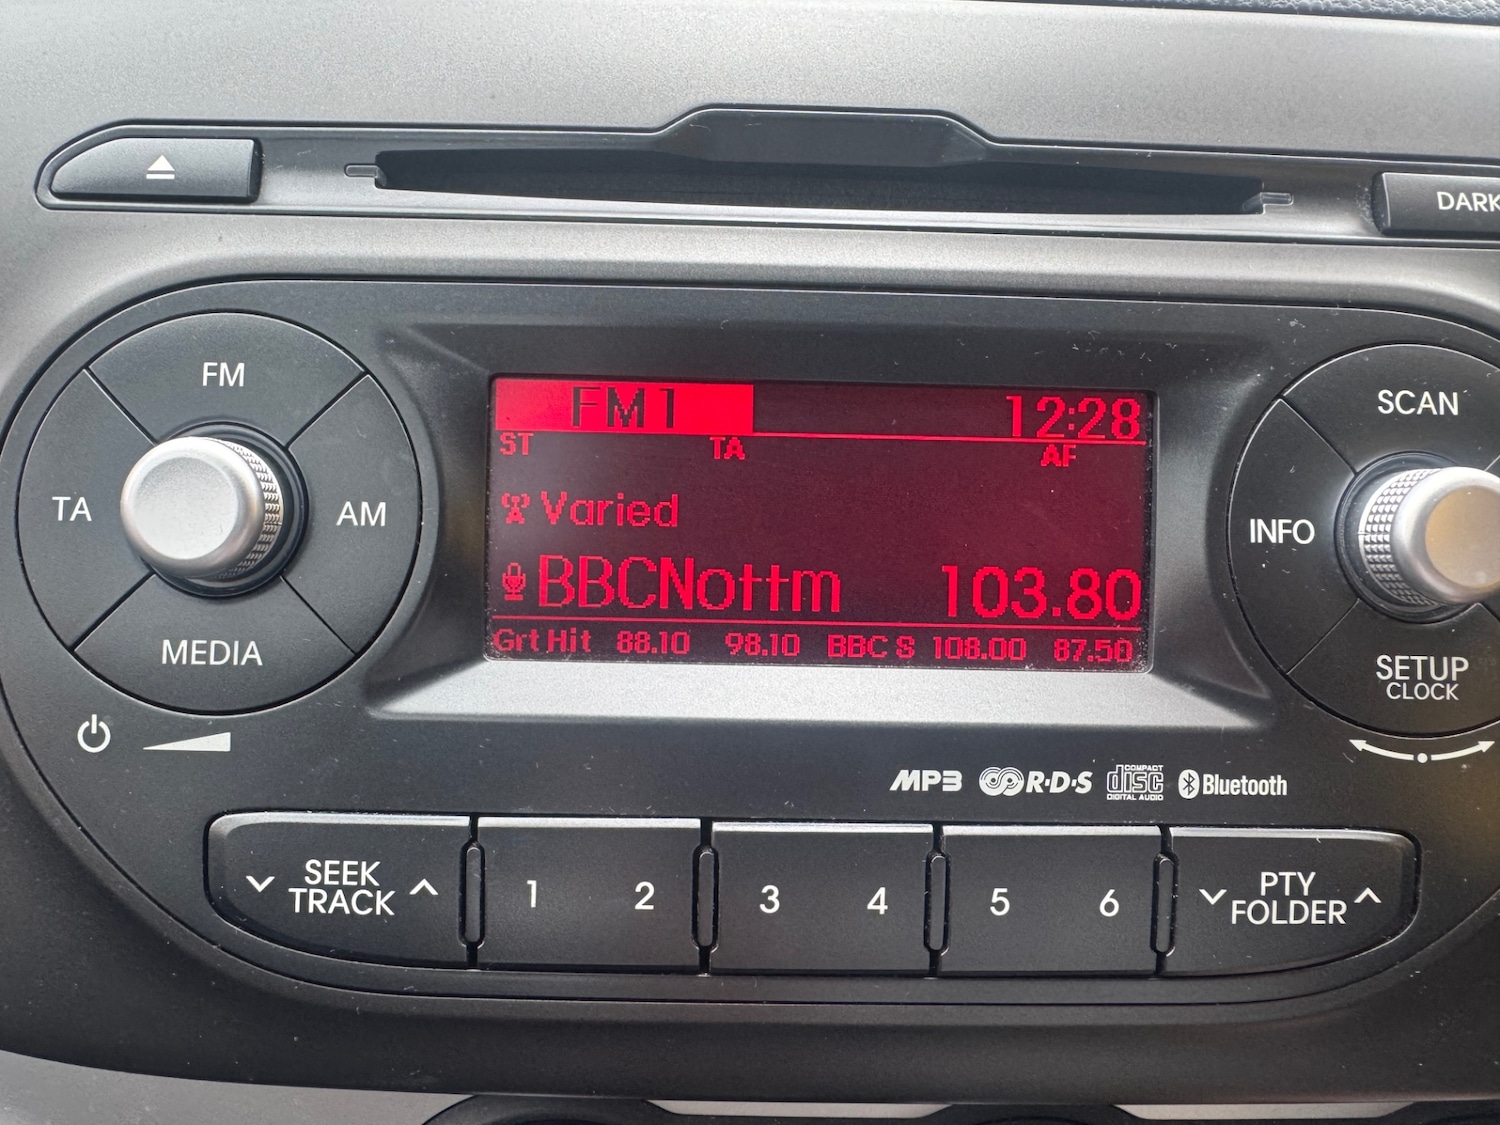 DARK
FM
TA
AM
MEDIA
FM1 12:28
ST TA AF
Varied
BBCNottm 103.80
Grt Hit 88.10 98.10 BBC S 108.00 87.50
SCAN
INFO
SETUP
CLOCK
MP3 R·D·S COMPACT disc DIGITAL AUDIO Bluetooth
SEEK
TRACK
1 2 3 4 5 6
PTY
FOLDER